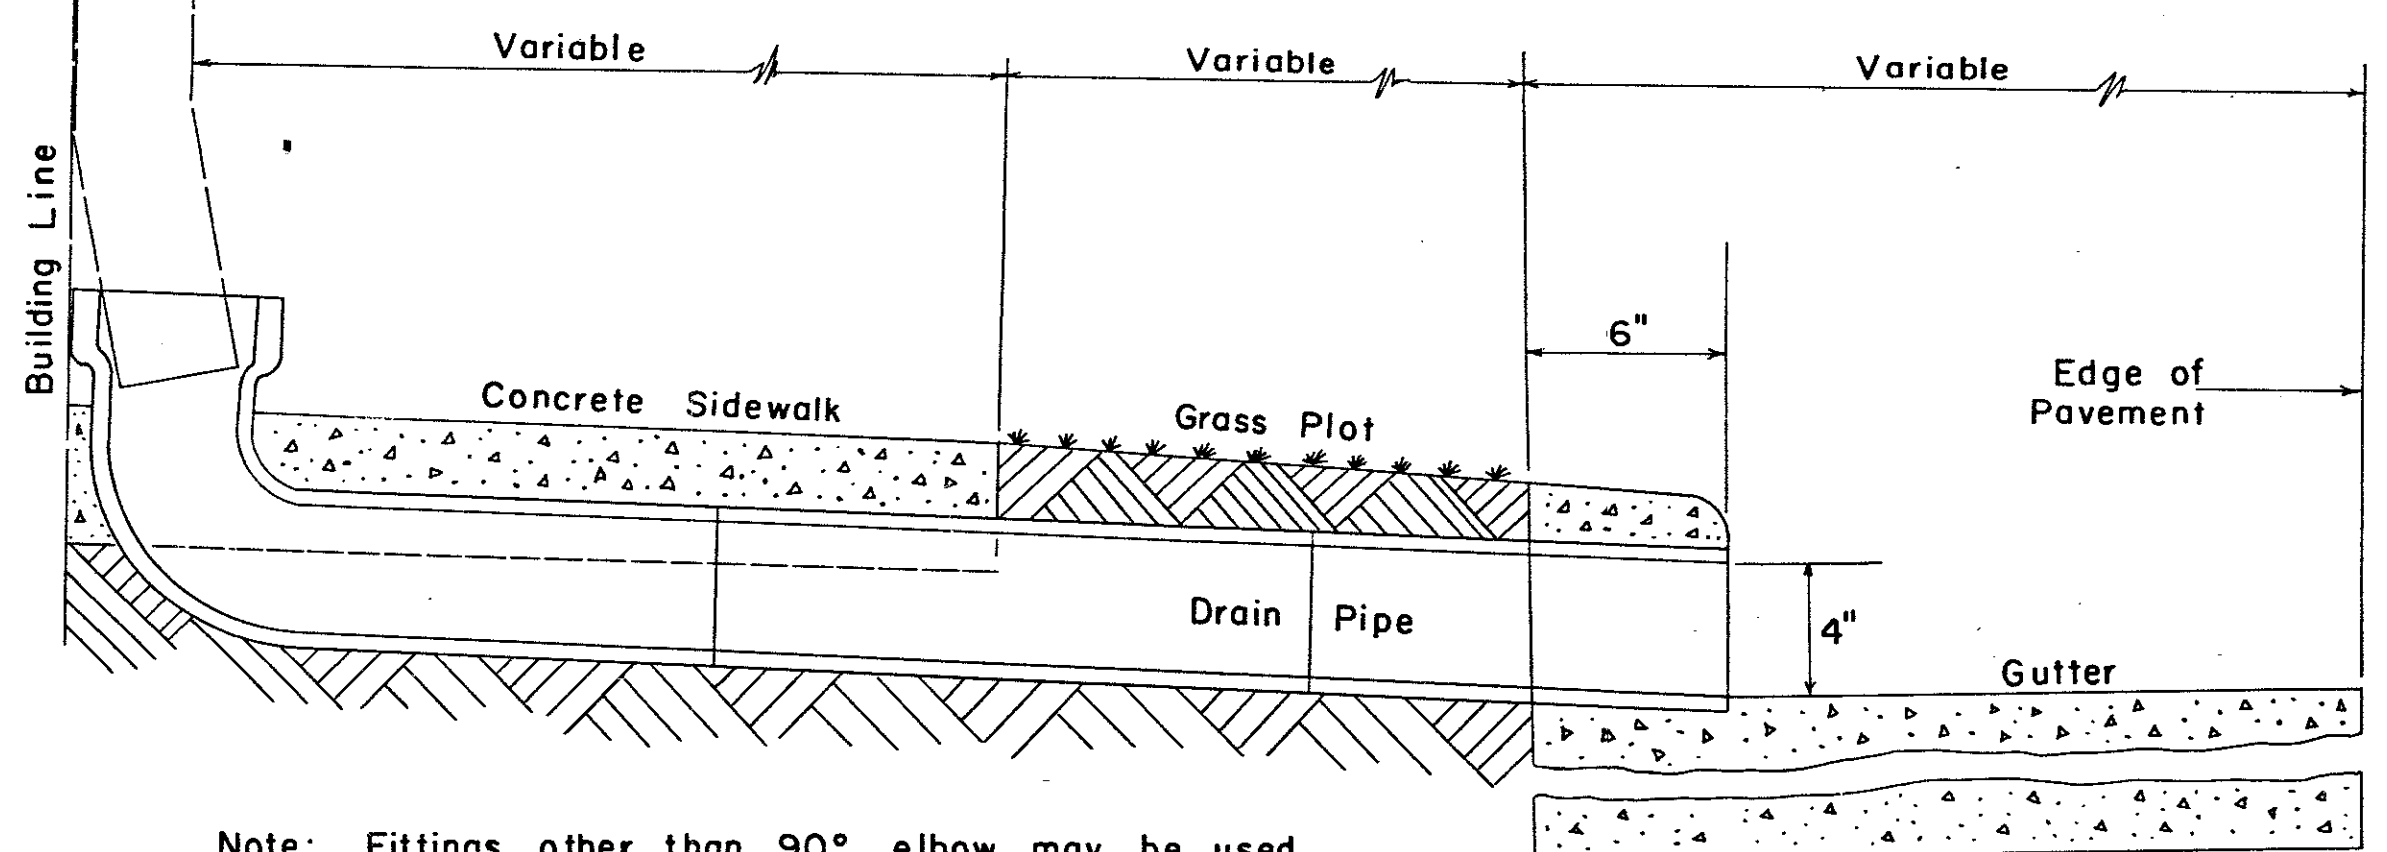 Variable
Variable
Variable
Building Line
6"
Edge of
Pavement
Concrete Sidewalk
Grass Plot
Drain Pipe
4"
Gutter
Note: Fittings other than 90° elbow may be used